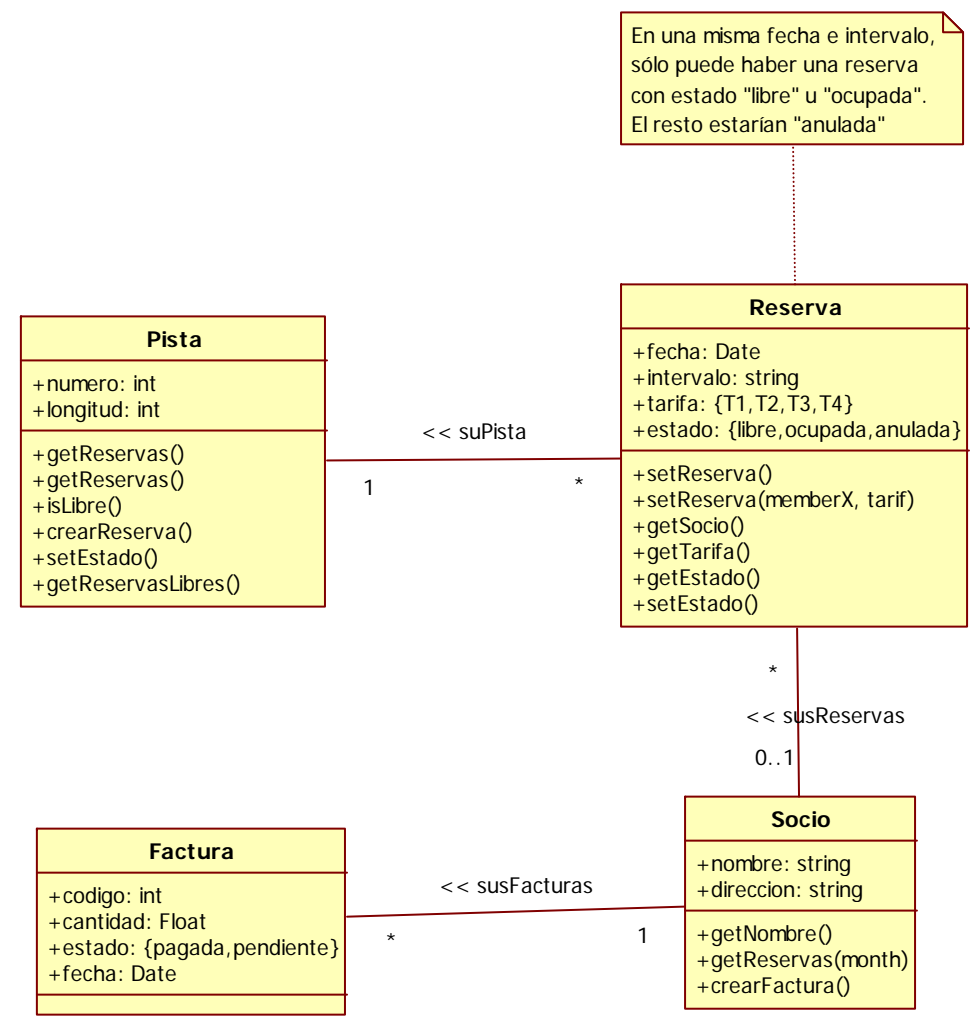 En una misma fecha e intervalo,
sólo puede haber una reserva
con estado "libre" u "ocupada".
El resto estarían "anulada"
Reserva
+fecha: Date
+intervalo: string
+tarifa: {T1,T2,T3,T4}
+estado: {libre,ocupada,anulada}
+setReserva()
+setReserva(memberX, tarif)
+getSocio()
+getTarifa()
+getEstado()
+setEstado()
Pista
+numero: int
+longitud: int
+getReservas()
+getReservas()
+isLibre()
+crearReserva()
+setEstado()
+getReservasLibres()
<< suPista
1
*
*
<< susReservas
0..1
Socio
+nombre: string
+direccion: string
+getNombre()
+getReservas(month)
+crearFactura()
Factura
+codigo: int
+cantidad: Float
+estado: {pagada,pendiente}
+fecha: Date
<< susFacturas
*
1